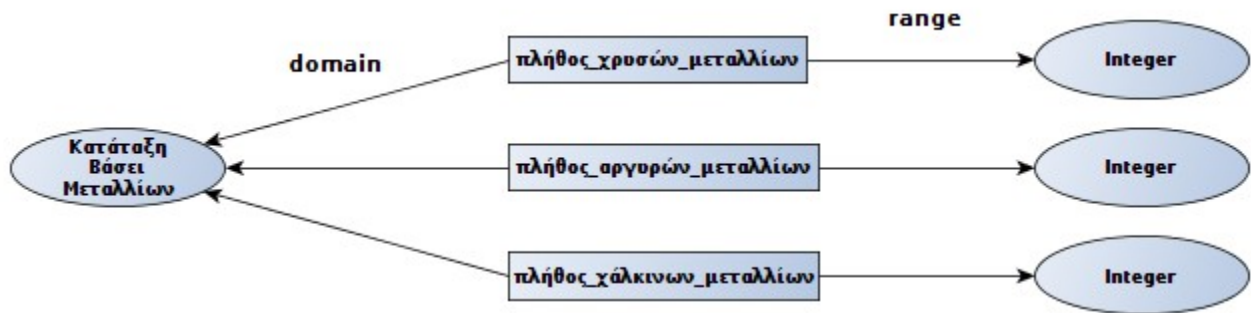 range
domain
πλήθος_χρυσών_μεταλλίων
Integer
Κατάταξη
Βάσει
Μεταλλίων
πλήθος_αργυρών_μεταλλίων
Integer
πλήθος_χάλκινων_μεταλλίων
Integer